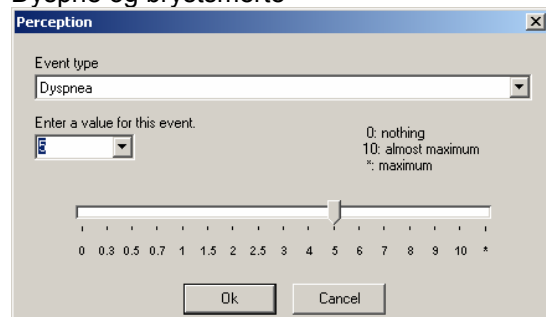 Dyspnø og brystsmerte
Perception
Event type
Dyspnea
Enter a value for this event.
5
0: nothing
10: almost maximum
*: maximum
0 0.3 0.5 0.7 1 1.5 2 2.5 3 4 5 6 7 8 9 10 *
Ok Cancel